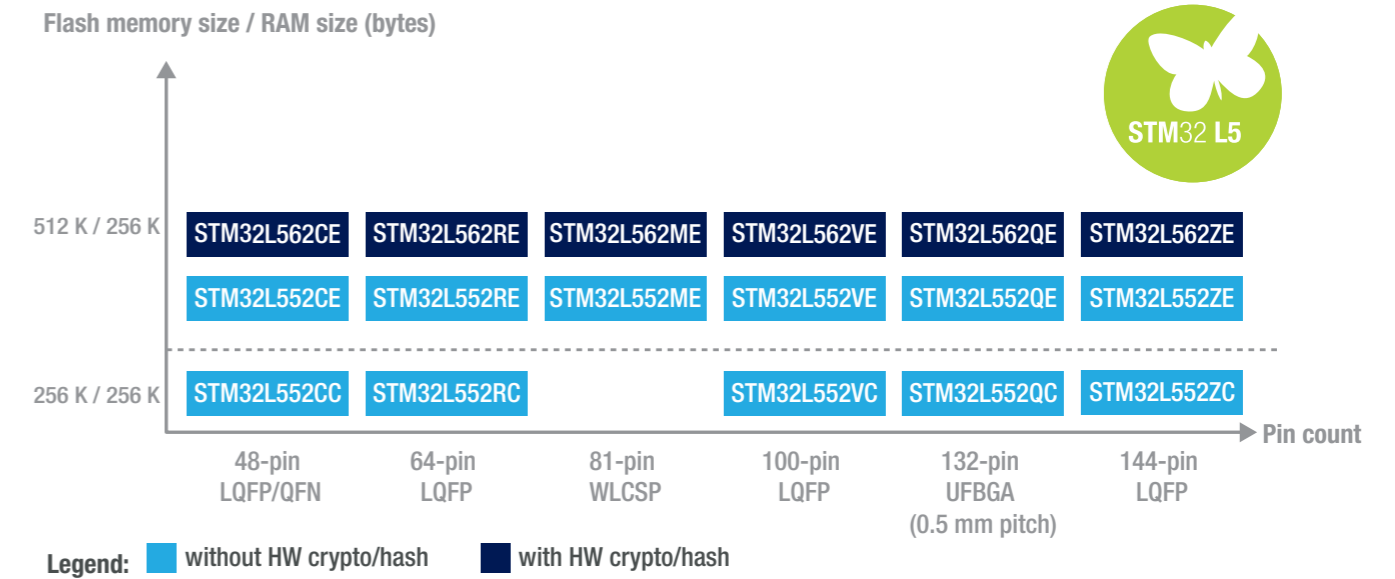 Flash memory size / RAM size (bytes)
STM32 L5
512 K / 256 K
STM32L562CE STM32L562RE STM32L562ME STM32L562VE STM32L562QE STM32L562ZE
STM32L552CE STM32L552RE STM32L552ME STM32L552VE STM32L552QE STM32L552ZE
256 K / 256 K
STM32L552CC STM32L552RC STM32L552VC STM32L552QC STM32L552ZC
Pin count
48-pin 64-pin 81-pin 100-pin 132-pin 144-pin
LQFP/QFN LQFP WLCSP LQFP UFBGA LQFP
(0.5 mm pitch)
Legend: without HW crypto/hash with HW crypto/hash